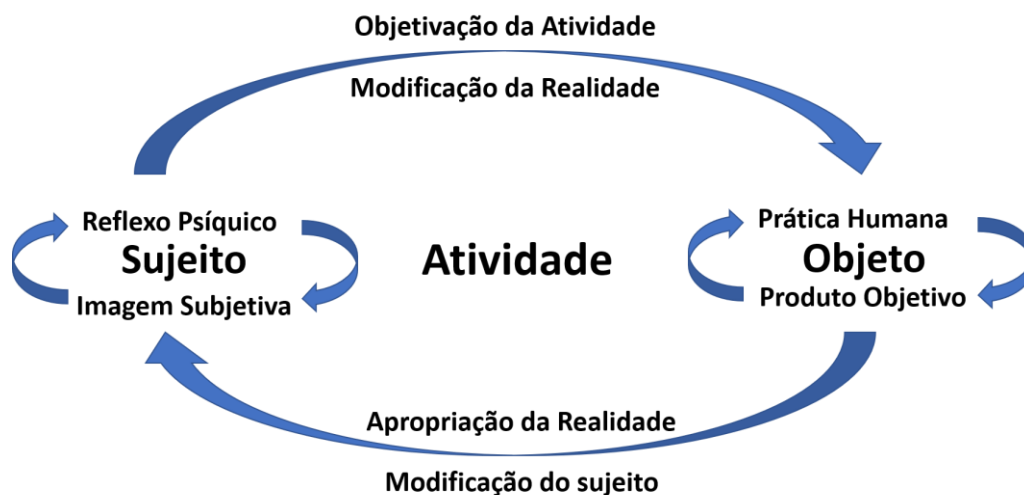 Objetivação da Atividade
Modificação da Realidade
Reflexo Psíquico
Sujeito
Imagem Subjetiva
Atividade
Prática Humana
Objeto
Produto Objetivo
Apropriação da Realidade
Modificação do sujeito